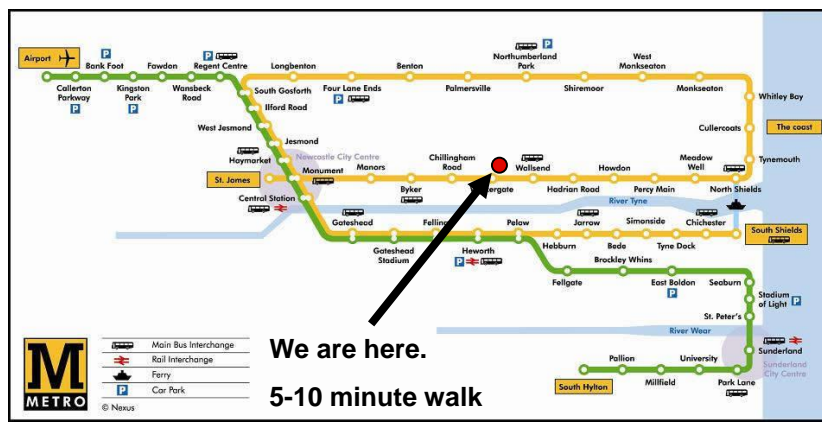 Airport
Bank Foot
Fawdon
Regent Centre
Callerton
Parkway
Kingston
Park
Wansbeck
Road
Longbenton
Benton
Northumberland
Park
West
Monkseaton
South Gosforth
Four Lane Ends
Palmersville
Shiremoor
Monkseaton
Ilford Road
West Jesmond
Jesmond
Haymarket
Newcastle City Centre
Whitley Bay
Cullercoats
The coast
Tynemouth
St. James
Monument
Manors
Chillingham
Road
Byker
Wallsend
Hadrian Road
Howdon
Percy Main
Meadow
Well
North Shields
Central Station
River Tyne
Gateshead
Gateshead
Stadium
Felling
Heworth
Pelaw
Hebburn
Jarrow
Bede
Simonside
Tyne Dock
Chichester
South Shields
Fellgate
Brockley Whins
East Boldon
Seaburn
Stadium
of Light
St. Peter's
River Wear
Sunderland
Sunderland
City Centre
Park Lane
University
Millfield
Pallion
South Hylton
M
METRO
Main Bus Interchange
Rail Interchange
Ferry
P
Car Park
© Nexus
We are here.
5-10 minute walk